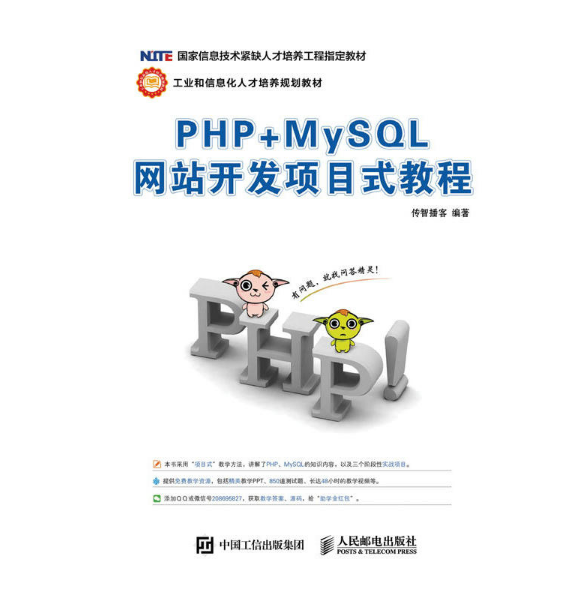 NITE 国家信息技术紧缺人才培养工程指定教材
工业和信息化人才培养规划教材
PHP+MySQL
网站开发项目式教程
传智播客 编著
有问题,就找问答精灵!
PHP!
本书采用“项目式”教学方法,讲解了PHP、MySQL的知识内容,以及三个阶段性实战项目。
提供免费教学资源,包括精美教学PPT、850道测试题、长达48小时的教学视频等。
添加QQ或微信号208695827,获取教学答案、源码,能“助学金红包”。
中国工信出版集团 人民邮电出版社
POSTS & TELECOM PRESS